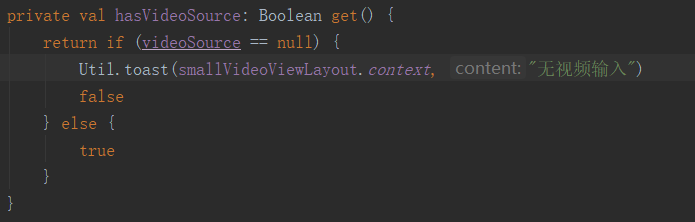 private val hasVideoSource: Boolean get() {
    return if (videoSource == null) {
        Util.toast(smallVideoViewLayout.context, content: "无视频输入")
        false
    } else {
        true
    }
}